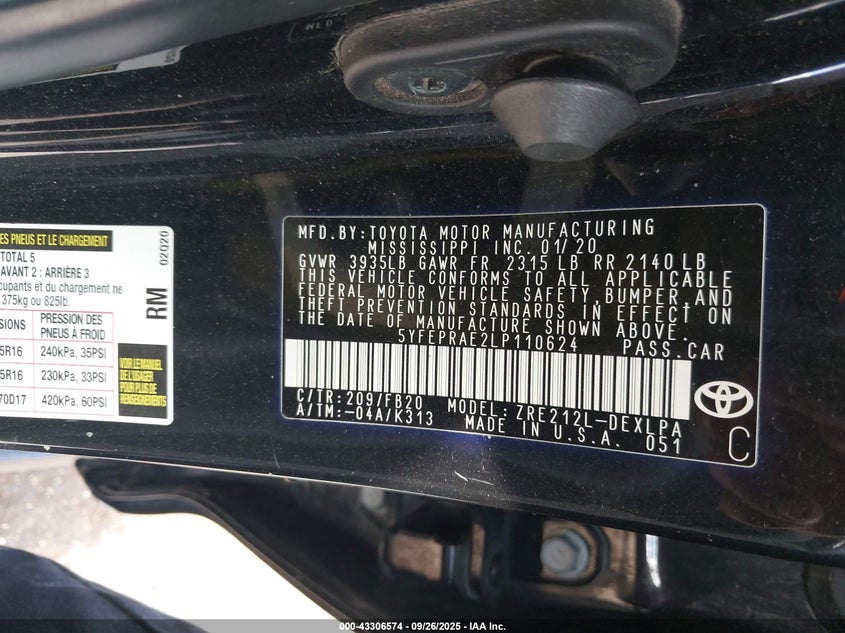 ES PNEUS ET LE CHARGEMENT
TOTAL 5
AVANT 2 : ARRIÈRE 3
cupants et du chargement ne
375kg ou 825lb.
SIONS PRESSION DES PNEUS À FROID
5R16 240kPa, 35PSI
5R16 230kPa, 33PSI
70D17 420kPa, 60PSI
VOIR LE MANUEL
DE L'USAGER
POUR PLUS DE
RENSEIGNEMENTS
RM
02020
MFD. BY: TOYOTA MOTOR MANUFACTURING
MISSISSIPPI INC. 01/20
GVWR 3935LB GAWR FR 2315 LB RR 2140 LB
THIS VEHICLE CONFORMS TO ALL APPLICABLE
FEDERAL MOTOR VEHICLE SAFETY, BUMPER, AND
THEFT PREVENTION STANDARDS IN EFFECT ON
THE DATE OF MANUFACTURE SHOWN ABOVE.
5YFEPRAE2LP110624 PASS. CAR
C/TR: 209/FB20 MODEL: ZRE212L-DEXLPA
A/TM: -04A/K313 MADE IN U.S.A. 051
C
000-43306574 - 09/26/2025 - IAA Inc.